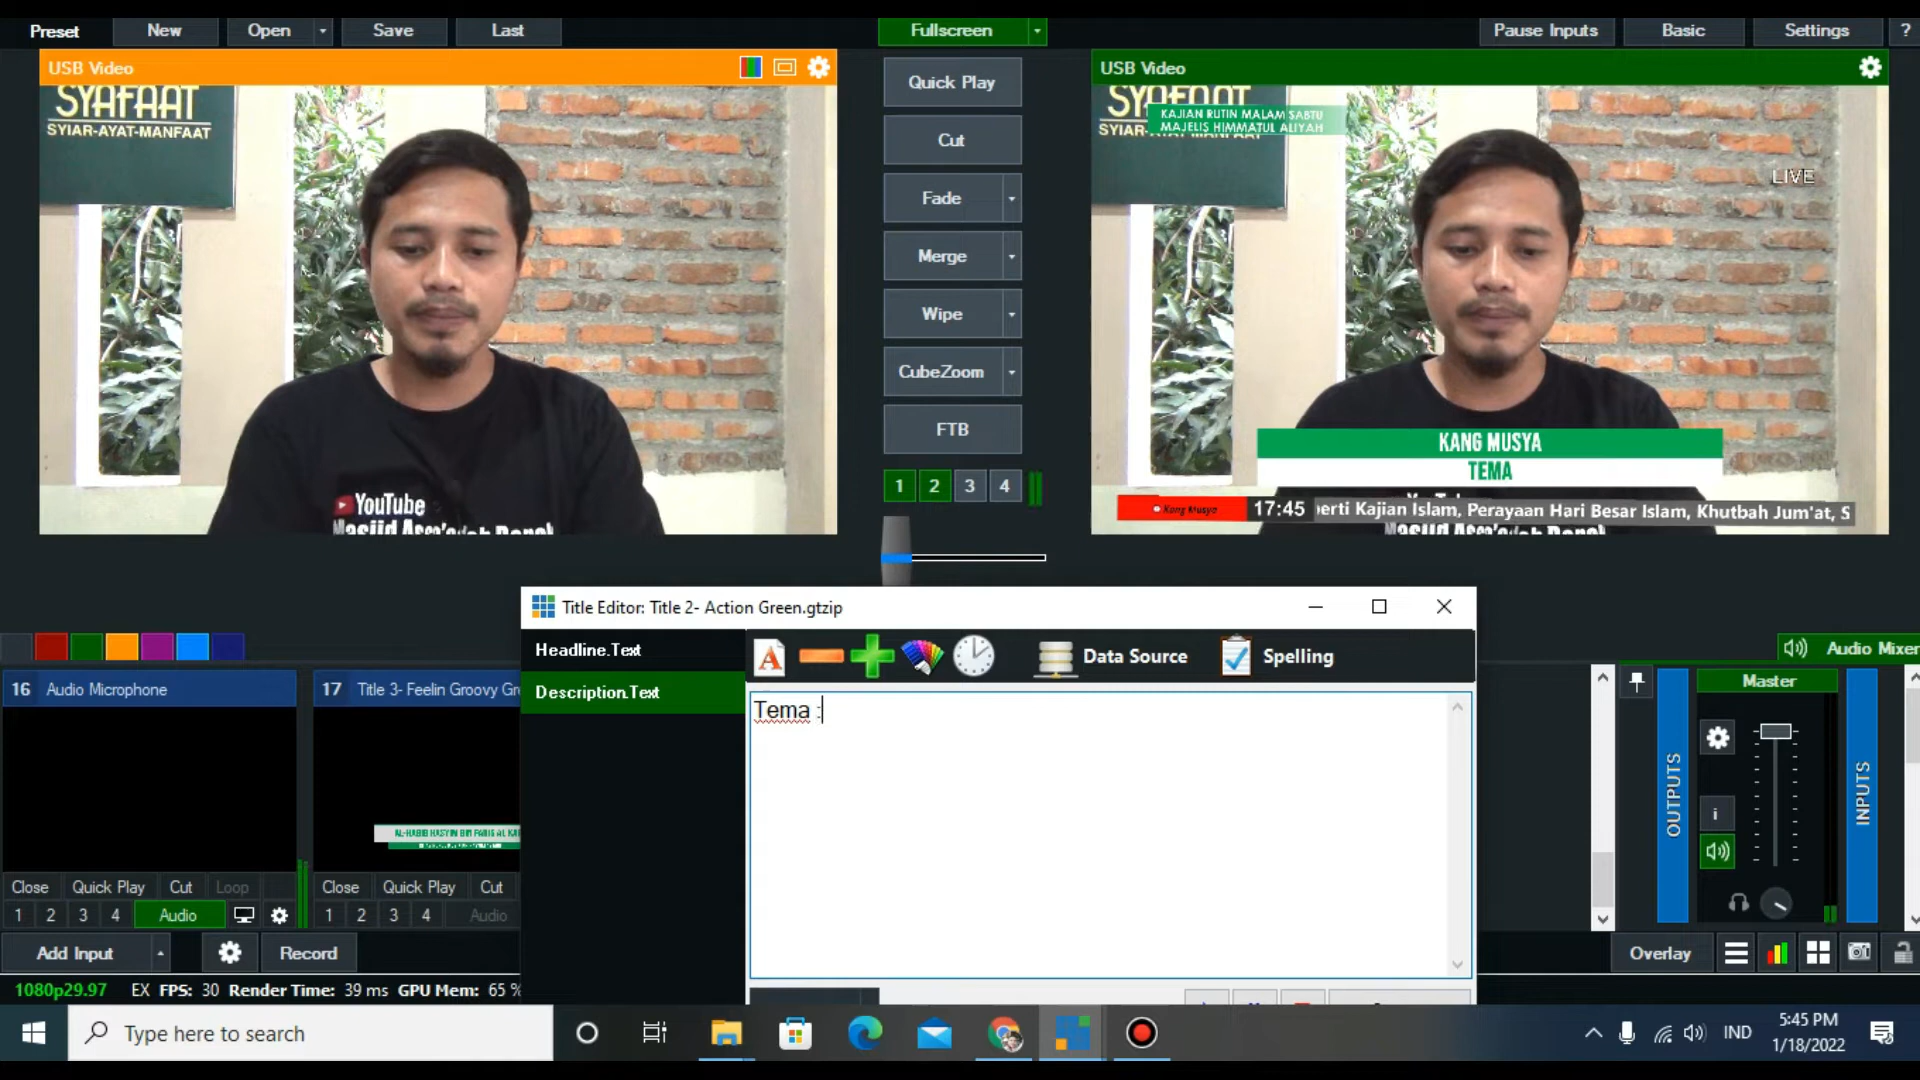 Preset
New
Open
Save
Last
Fullscreen
Pause Inputs
Basic
Settings
?
USB Video
SYAFAAT
SYIAR-AYAT-MANFAAT
YouTube
Quick Play
Cut
Fade
Merge
Wipe
CubeZoom
FTB
1 2 3 4
USB Video
KAJIAN RUTIN MALAM SABTU
MAJELIS HIMMATUL ALIYAH
LIVE
KANG MUSYA
TEMA
Kang Musya
17:45
erti Kajian Islam, Perayaan Hari Besar Islam, Khutbah Jum'at, S
Title Editor: Title 2- Action Green.gtzip
Headline.Text
Description.Text
Data Source
Spelling
Tema :
16 Audio Microphone
17 Title 3- Feelin Groovy Gr
Close Quick Play Cut Loop
1 2 3 4 Audio
Close Quick Play Cut
1 2 3 4 Audio
Add Input
Record
1080p29.97 EX FPS: 30 Render Time: 39 ms GPU Mem: 65 %
Audio Mixer
Master
OUTPUTS
INPUTS
i
Overlay
Type here to search
IND
5:45 PM
1/18/2022